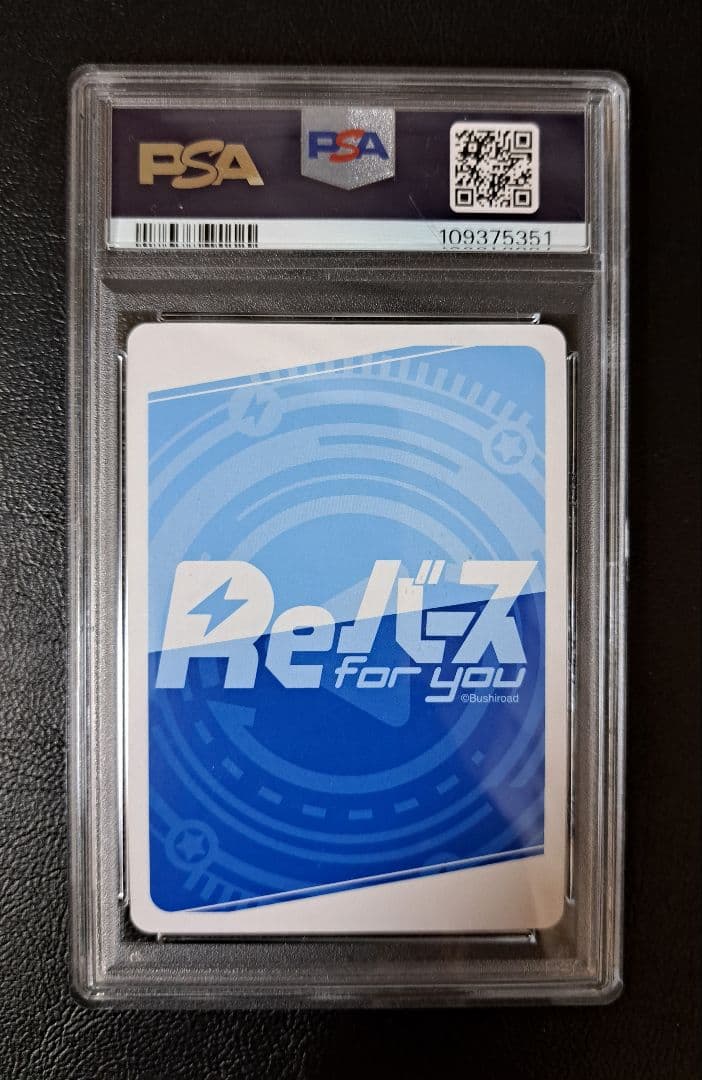 PSA
PSA
109375351
Reバース
for you
©Bushiroad